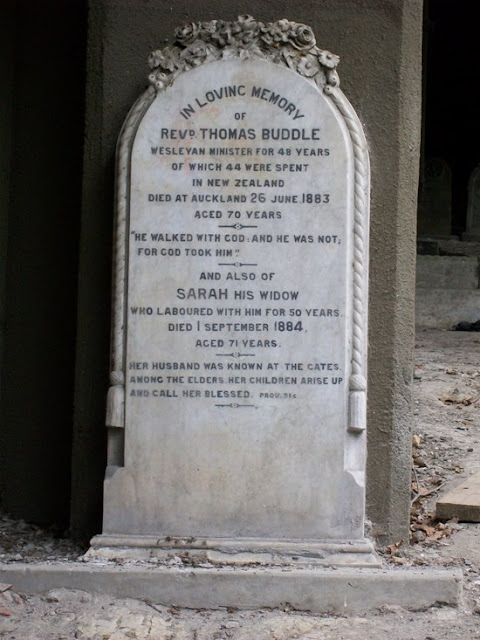 IN LOVING MEMORY
OF
REVD. THOMAS BUDDLE
WESLEYAN MINISTER FOR 48 YEARS
OF WHICH 44 WERE SPENT
IN NEW ZEALAND
DIED AT AUCKLAND 26 JUNE 1883
AGED 70 YEARS
"HE WALKED WITH GOD: AND HE WAS NOT;
FOR GOD TOOK HIM".
AND ALSO OF
SARAH HIS WIDOW
WHO LABOURED WITH HIM FOR 50 YEARS.
DIED 1 SEPTEMBER 1884,
AGED 71 YEARS.
HER HUSBAND WAS KNOWN AT THE GATES
AMONG THE ELDERS. HER CHILDREN ARISE UP
AND CALL HER BLESSED. PROV.